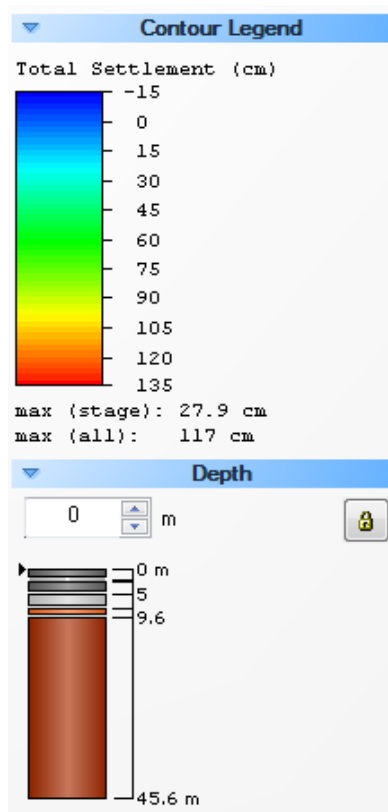 Contour Legend
Total Settlement (cm)
-15
0
15
30
45
60
75
90
105
120
135
max (stage): 27.9 cm
max (all): 117 cm
Depth
0 m
0 m
5
9.6
45.6 m